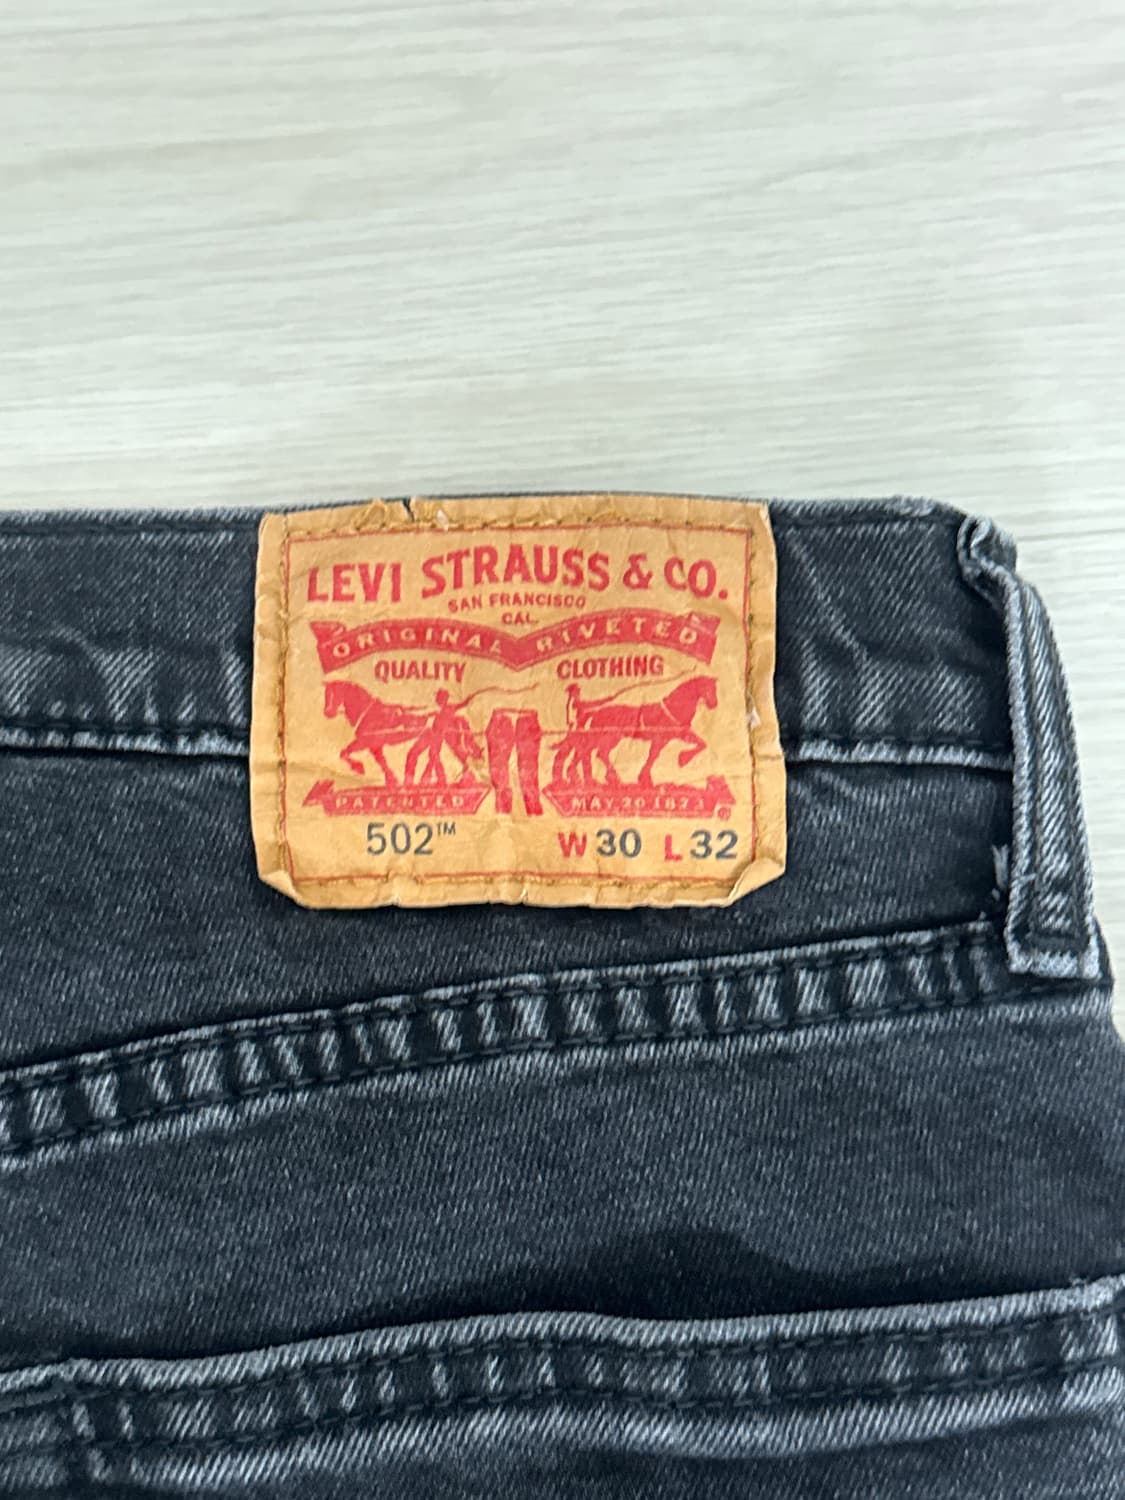 LEVI STRAUSS & CO.
SAN FRANCISCO
CAL.
ORIGINAL RIVETED
QUALITY CLOTHING
PATENTED MAY 20 1873 ®
502™ W30 L32